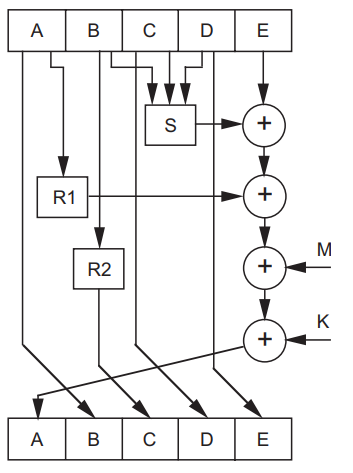 A B C D E
S +
R1 +
R2 + M
+ K
A B C D E